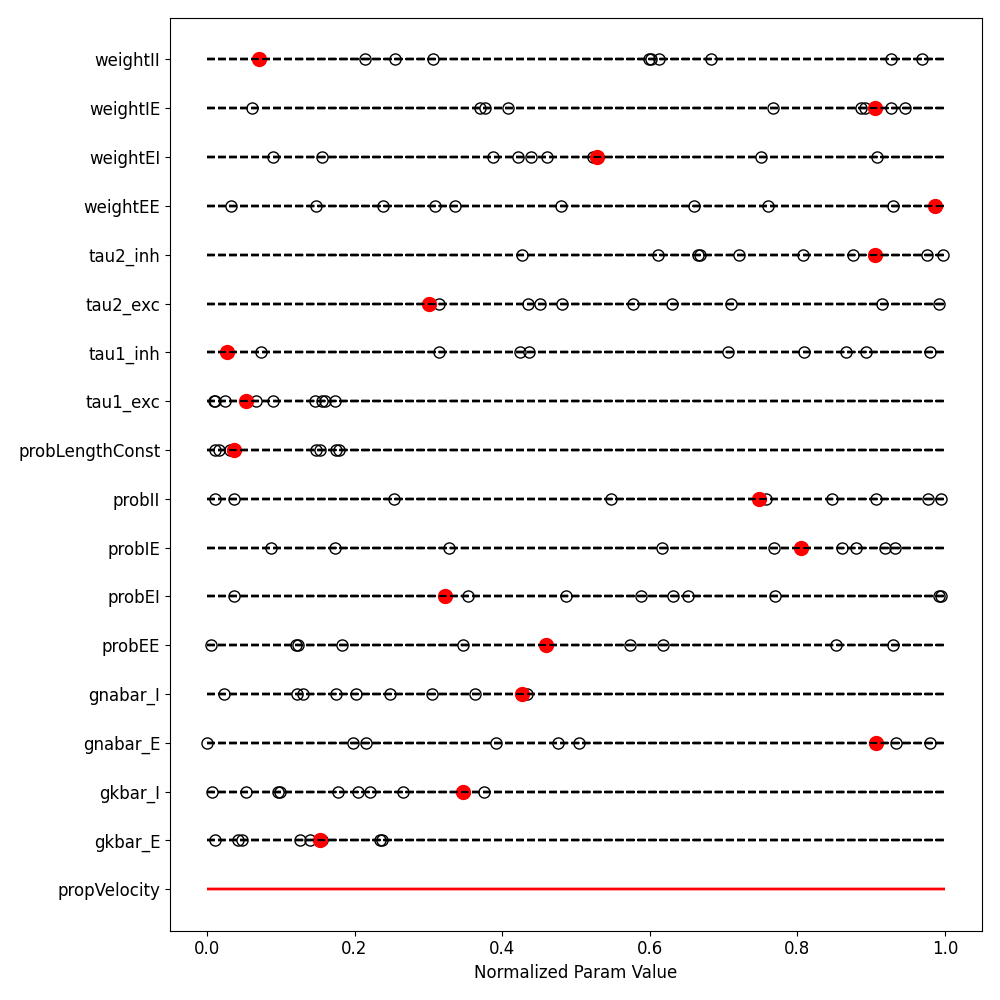 weightII
weightIE
weightEI
weightEE
tau2_inh
tau2_exc
tau1_inh
tau1_exc
probLengthConst
probII
probIE
probEI
probEE
gnabar_I
gnabar_E
gkbar_I
gkbar_E
propVelocity
0.0 0.2 0.4 0.6 0.8 1.0
Normalized Param Value